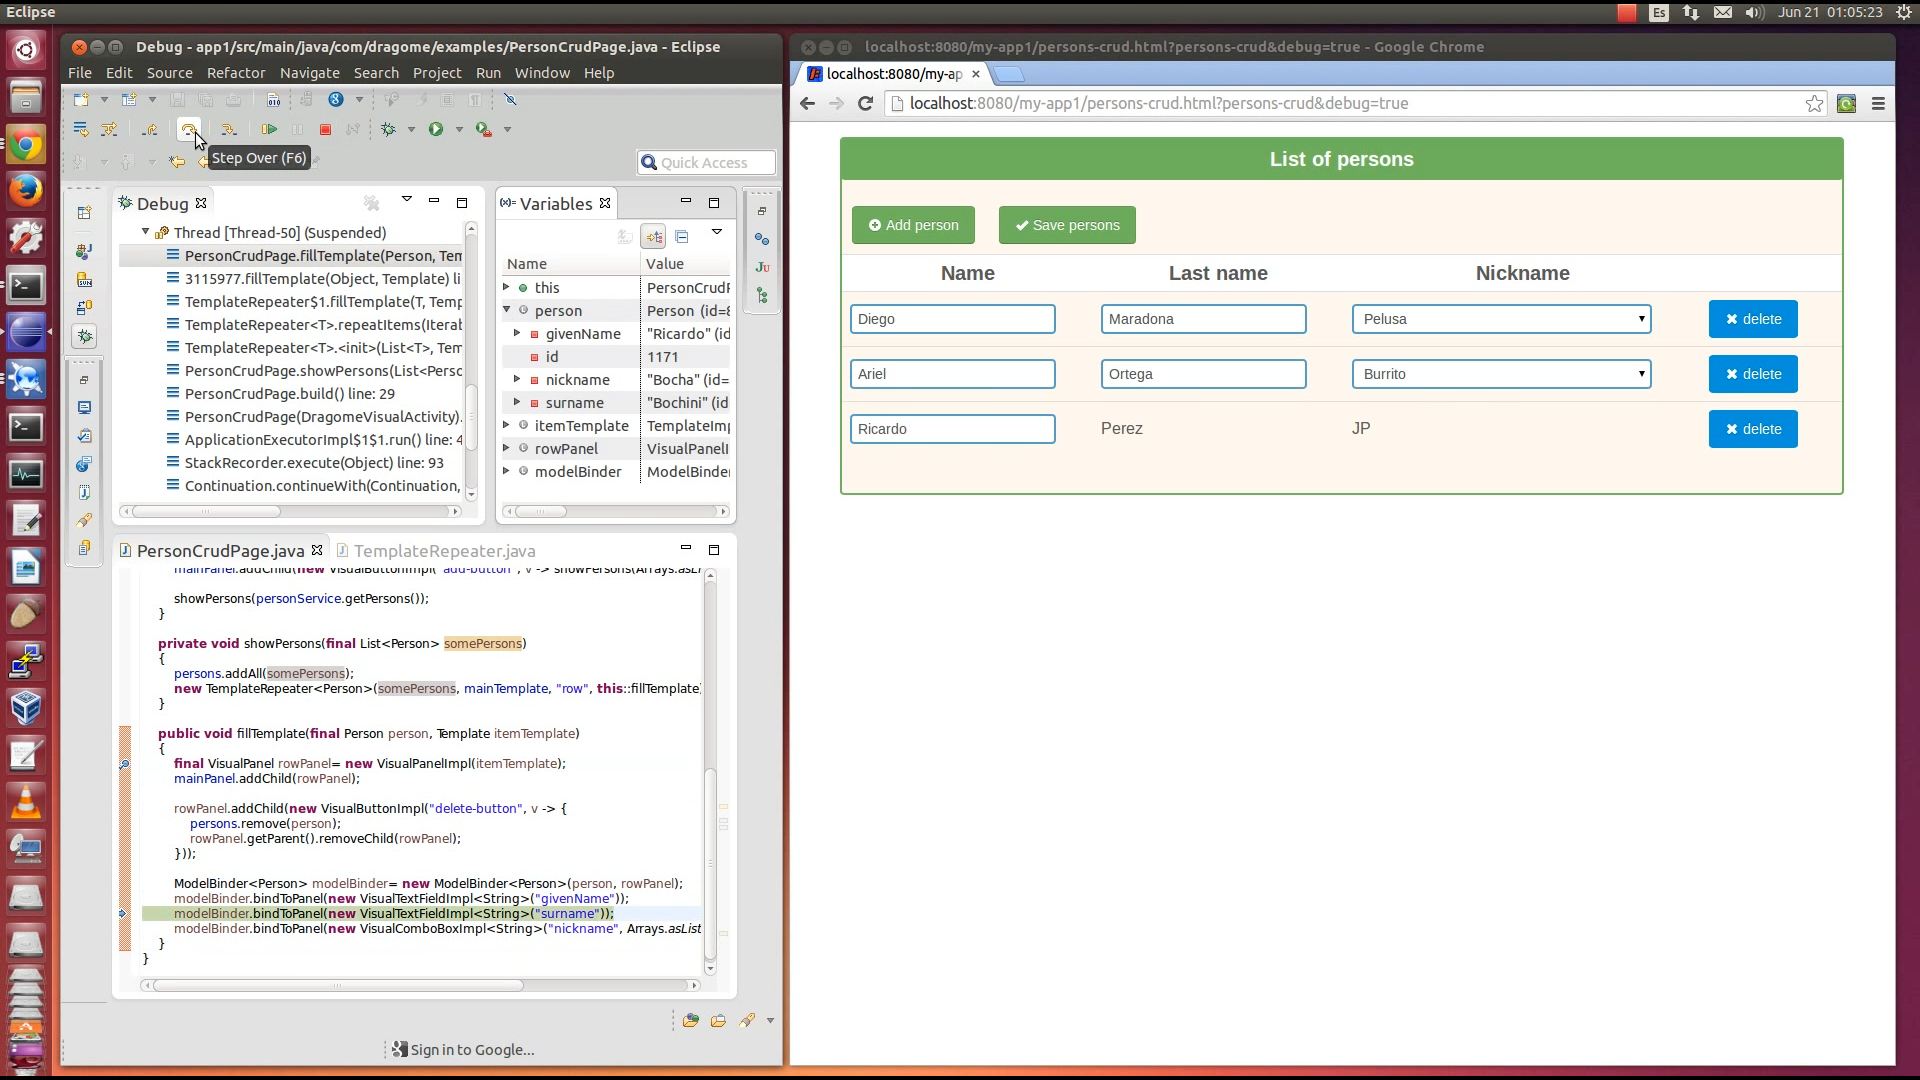 Eclipse
Es
Jun 21 01:05:23
Debug - app1/src/main/java/com/dragome/examples/PersonCrudPage.java - Eclipse
File Edit Source Refactor Navigate Search Project Run Window Help
Step Over (F6)
Quick Access
Debug
Thread [Thread-50] (Suspended)
PersonCrudPage.fillTemplate(Person, Tem
3115977.fillTemplate(Object, Template) li
TemplateRepeater$1.fillTemplate(T, Temp
TemplateRepeater<T>.repeatItems(Iterab
TemplateRepeater<T>.<init>(List<T>, Tem
PersonCrudPage.showPersons(List<Perso
PersonCrudPage.build() line: 29
PersonCrudPage(DragomeVisualActivity).
ApplicationExecutorImpl$1$1.run() line: 4
StackRecorder.execute(Object) line: 93
Continuation.continueWith(Continuation,
Variables
Name Value
this PersonCrudP
person Person (id=8
givenName "Ricardo" (id
id 1171
nickname "Bocha" (id=
surname "Bochini" (id
itemTemplate TemplateImp
rowPanel VisualPanelI
modelBinder ModelBinder
PersonCrudPage.java TemplateRepeater.java
mainPanel.addChild(new VisualButtonImpl("add-button", v -> showPersons(Arrays.asLi
showPersons(personService.getPersons());
}
private void showPersons(final List<Person> somePersons)
{
persons.addAll(somePersons);
new TemplateRepeater<Person>(somePersons, mainTemplate, "row", this::fillTemplate)
}
public void fillTemplate(final Person person, Template itemTemplate)
{
final VisualPanel rowPanel= new VisualPanelImpl(itemTemplate);
mainPanel.addChild(rowPanel);
rowPanel.addChild(new VisualButtonImpl("delete-button", v -> {
persons.remove(person);
rowPanel.getParent().removeChild(rowPanel);
}));
ModelBinder<Person> modelBinder= new ModelBinder<Person>(person, rowPanel);
modelBinder.bindToPanel(new VisualTextFieldImpl<String>("givenName"));
modelBinder.bindToPanel(new VisualTextFieldImpl<String>("surname"));
modelBinder.bindToPanel(new VisualComboBoxImpl<String>("nickname", Arrays.asList
}
}
Sign in to Google...
localhost:8080/my-app1/persons-crud.html?persons-crud&debug=true - Google Chrome
localhost:8080/my-ap
localhost:8080/my-app1/persons-crud.html?persons-crud&debug=true
List of persons
Add person Save persons
Name Last name Nickname
Diego Maradona Pelusa delete
Ariel Ortega Burrito delete
Ricardo Perez JP delete